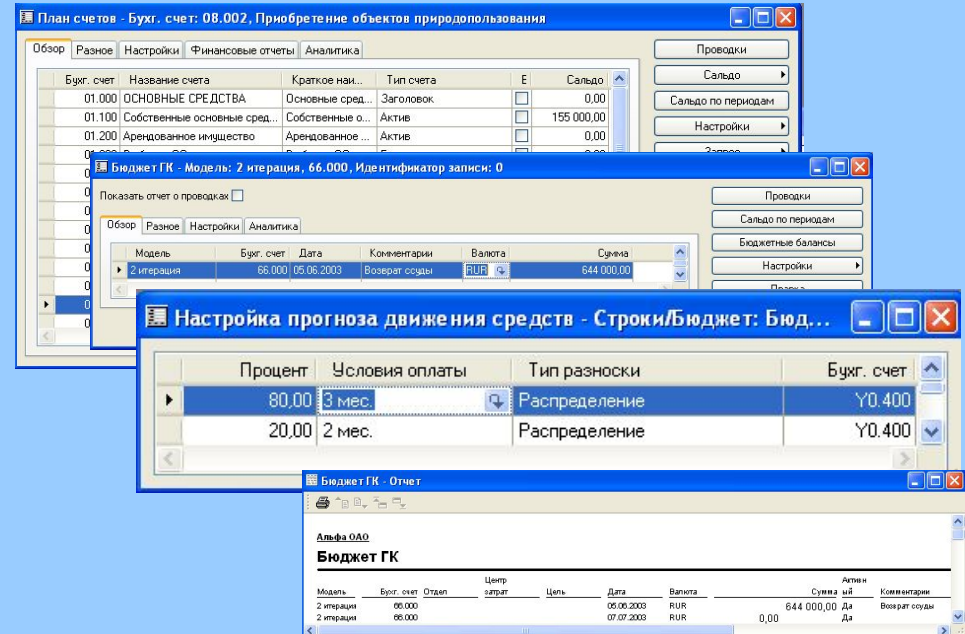 План счетов - Бухг. счет: 08.002, Приобретение объектов природопользования
Обзор Разное Настройки Финансовые отчеты Аналитика
Проводки
Сальдо
Сальдо по периодам
Настройки
Запрос
Бухг. счет Название счета Краткое наи... Тип счета Е Сальдо
01.000 ОСНОВНЫЕ СРЕДСТВА Основные сред... Заголовок 0,00
01.100 Собственные основные сред... Собственные о... Актив 155 000,00
01.200 Арендованное имущество Арендованное ... Актив 0,00
Бюджет ГК - Модель: 2 итерация, 66.000, Идентификатор записи: 0
Показать отчет о проводках
Обзор Разное Настройки Аналитика
Проводки
Сальдо по периодам
Бюджетные балансы
Настройки
Правка
Модель Бухг. счет Дата Комментарии Валюта Сумма
2 итерация 66.000 05.06.2003 Возврат ссуды RUR 644 000,00
Настройка прогноза движения средств - Строки/Бюджет: Бюд...
Процент Условия оплаты Тип разноски Бухг. счет
80,00 3 мес. Распределение Y0.400
20,00 2 мес. Распределение Y0.400
Бюджет ГК - Отчет
Альфа ОАО
Бюджет ГК
Модель Бухг. счет Отдел Центр затрат Цель Дата Валюта Сумма Активный Комментарии
2 итерация 66.000 05.06.2003 RUR 644 000,00 Да Возврат ссуды
2 итерация 66.000 07.07.2003 RUR 0,00 Да